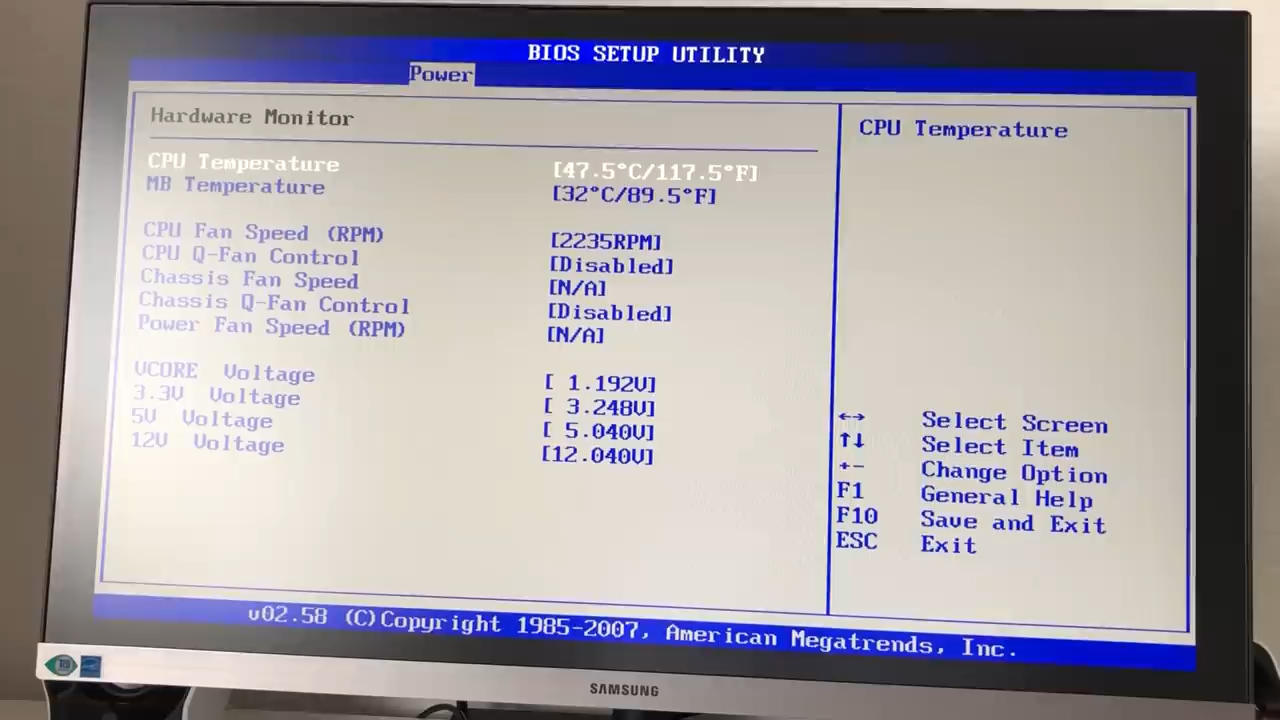 BIOS SETUP UTILITY
Power
Hardware Monitor
CPU Temperature [47.5°C/117.5°F]
MB Temperature [32°C/89.5°F]
CPU Fan Speed (RPM) [2235RPM]
CPU Q-Fan Control [Disabled]
Chassis Fan Speed [N/A]
Chassis Q-Fan Control [Disabled]
Power Fan Speed (RPM) [N/A]
VCORE Voltage [ 1.192V]
3.3V Voltage [ 3.248V]
5V Voltage [ 5.040V]
12V Voltage [12.040V]
CPU Temperature
↔ Select Screen
↑↓ Select Item
+- Change Option
F1 General Help
F10 Save and Exit
ESC Exit
v02.58 (C)Copyright 1985-2007, American Megatrends, Inc.
SAMSUNG